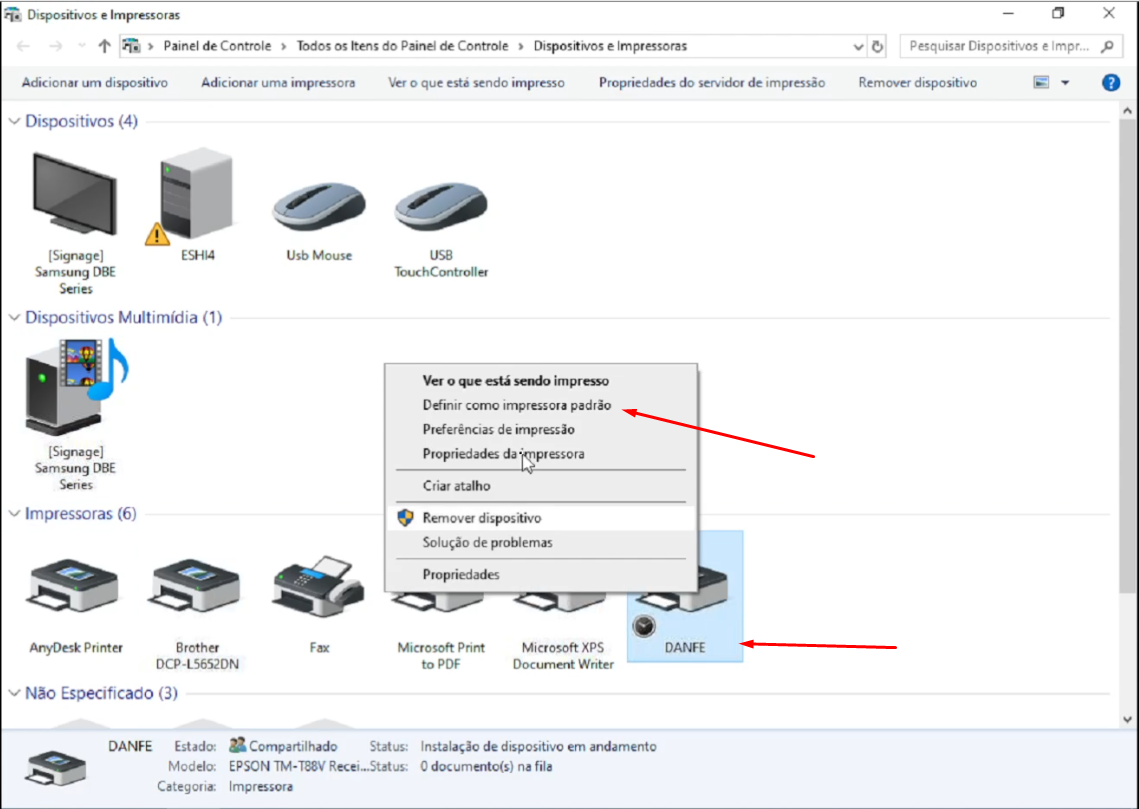 Dispositivos e Impressoras
Painel de Controle > Todos os Itens do Painel de Controle > Dispositivos e Impressoras
Pesquisar Dispositivos e Impr...
Adicionar um dispositivo
Adicionar uma impressora
Ver o que está sendo impresso
Propriedades do servidor de impressão
Remover dispositivo
?
Dispositivos (4)
[Signage]
Samsung DBE
Series
ESHI4
Usb Mouse
USB
TouchController
Dispositivos Multimídia (1)
[Signage]
Samsung DBE
Series
Ver o que está sendo impresso
Definir como impressora padrão
Preferências de impressão
Propriedades da impressora
Criar atalho
Remover dispositivo
Solução de problemas
Propriedades
Impressoras (6)
AnyDesk Printer
Brother
DCP-L5652DN
Fax
Microsoft Print
to PDF
Microsoft XPS
Document Writer
DANFE
Não Especificado (3)
DANFE
Estado: Compartilhado
Status: Instalação de dispositivo em andamento
Modelo: EPSON TM-T88V Recei...
Status: 0 documento(s) na fila
Categoria: Impressora